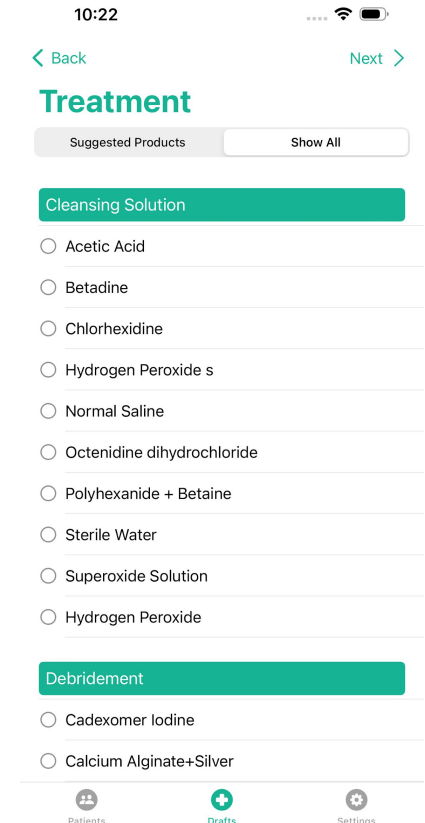 10:22
Back Next
Treatment
Suggested Products Show All
Cleansing Solution
Acetic Acid
Betadine
Chlorhexidine
Hydrogen Peroxide s
Normal Saline
Octenidine dihydrochloride
Polyhexanide + Betaine
Sterile Water
Superoxide Solution
Hydrogen Peroxide
Debridement
Cadexomer Iodine
Calcium Alginate+Silver
Patients Drafts Settings